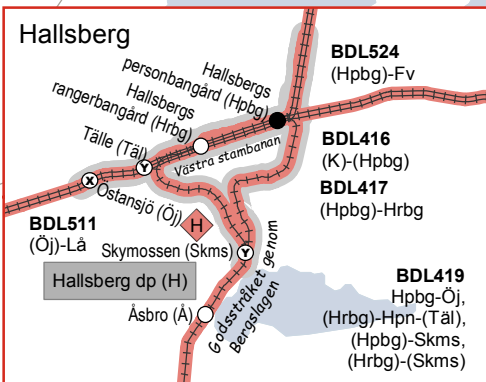 Hallsberg
Hallsbergs
personbangård (Hpbg)
Hallsbergs
rangerbangård (Hrbg)
Tälle (Täl)
Västra stambanan
BDL524
(Hpbg)-Fv
BDL416
(K)-(Hpbg)
BDL417
(Hpbg)-Hrbg
Y
X
Östansjö (Öj)
BDL511
(Öj)-Lå
H
Skymossen (Skms)
Y
Hallsberg dp (H)
Åsbro (Å)
Godsstråket genom
Bergslagen
BDL419
Hpbg-Öj,
(Hrbg)-Hpn-(Täl),
(Hpbg)-Skms,
(Hrbg)-(Skms)